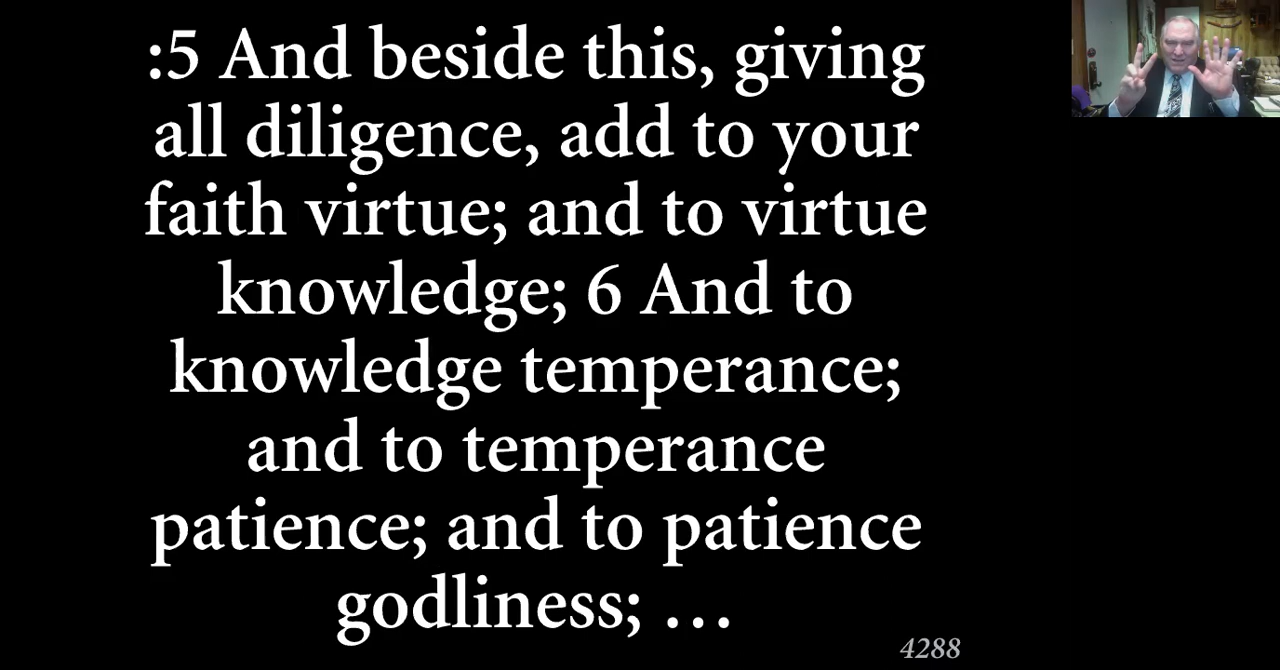 :5 And beside this, giving
all diligence, add to your
faith virtue; and to virtue
knowledge; 6 And to
knowledge temperance;
and to temperance
patience; and to patience
godliness; …
4288